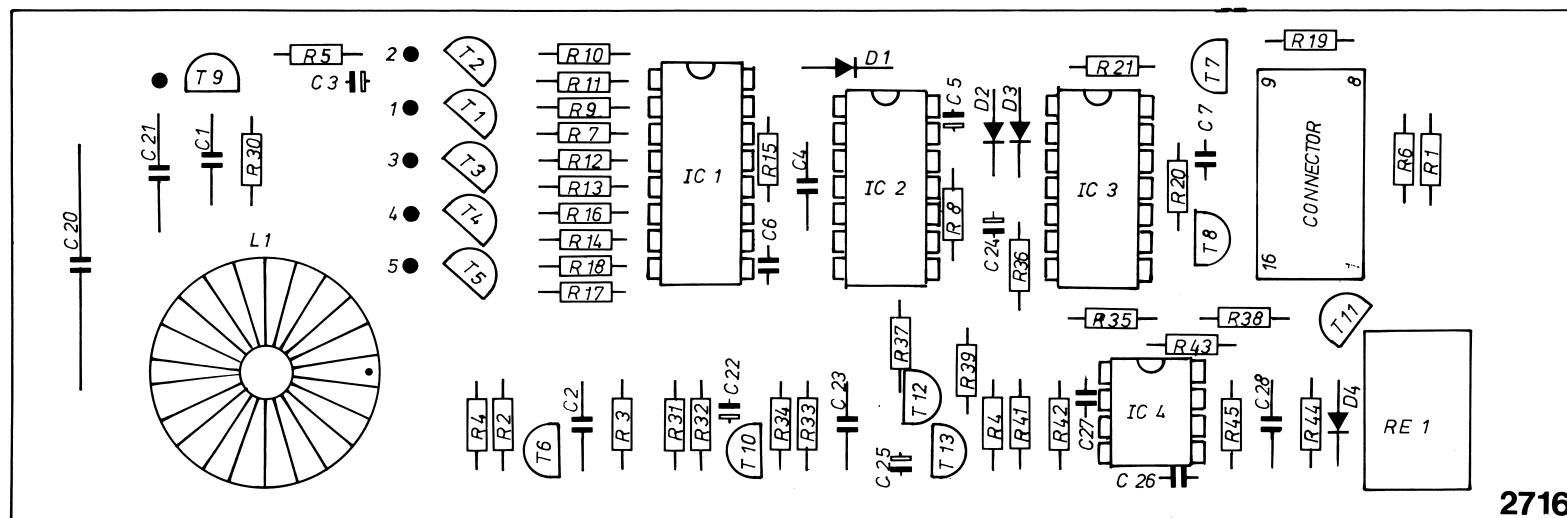 R5
C3
T9
C21
C1
R30
C20
L1
2
1
3
4
5
T2
T1
T3
T4
T5
R10
R11
R9
R7
R12
R13
R16
R14
R18
R17
IC 1
R15
C6
D1
C4
IC 2
C5
R8
D2
D3
C24
R36
R21
IC 3
R20
C7
T7
T8
R19
9
8
CONNECTOR
16
1
R6
R1
R35
R38
R43
T11
R37
R39
R4
R2
T6
C2
R3
R31
R32
C22
T10
R34
R33
C23
T12
C25
T13
R4
R41
R42
C27
IC 4
C26
R45
C28
R44
D4
RE 1
2716